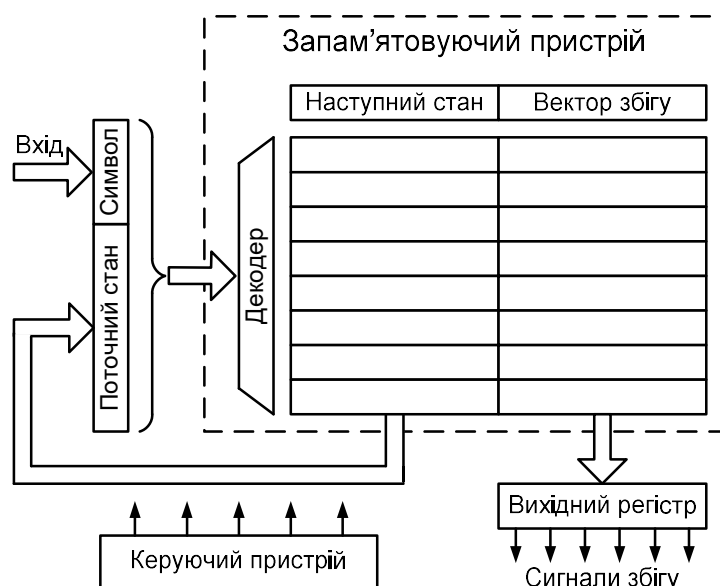 Запам'ятовуючий пристрій
Наступний стан
Вектор збігу
Вхід
Символ
Поточний стан
Декодер
Вихідний регістр
Керуючий пристрій
Сигнали збігу